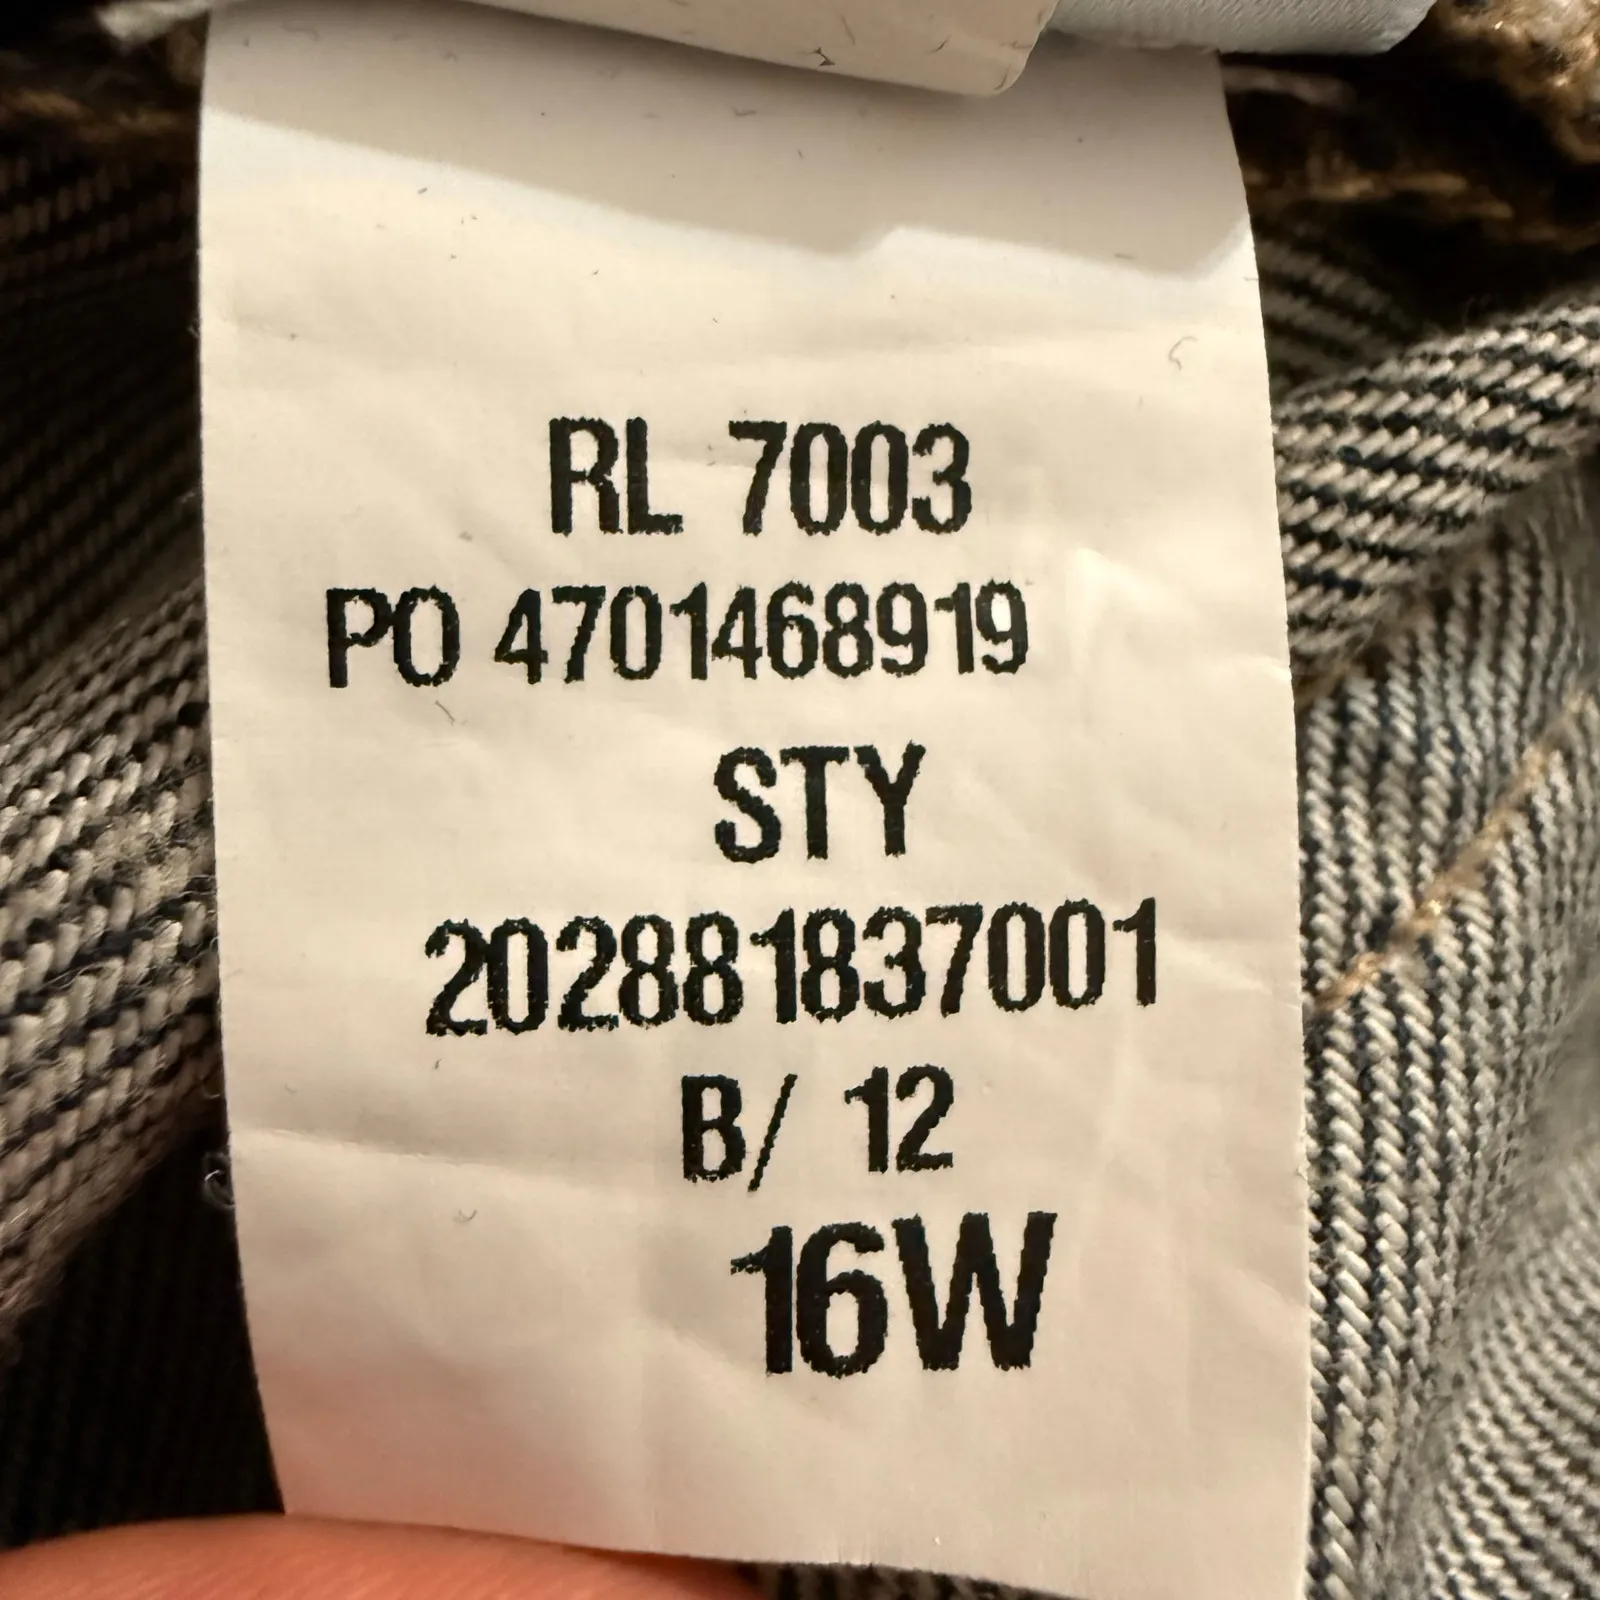 RL 7003
PO 4701468919
STY
202881837001
B/ 12
16W